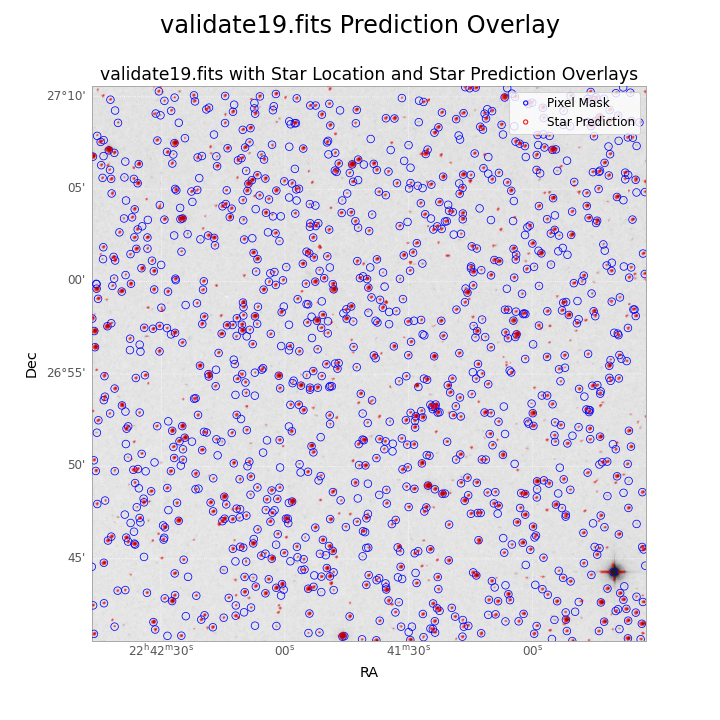 validate19.fits Prediction Overlay
validate19.fits with Star Location and Star Prediction Overlays
Pixel Mask
Star Prediction
27°10'
05'
00'
26°55'
50'
45'
Dec
22ʰ42ᵐ30ˢ
00ˢ
41ᵐ30ˢ
00ˢ
RA